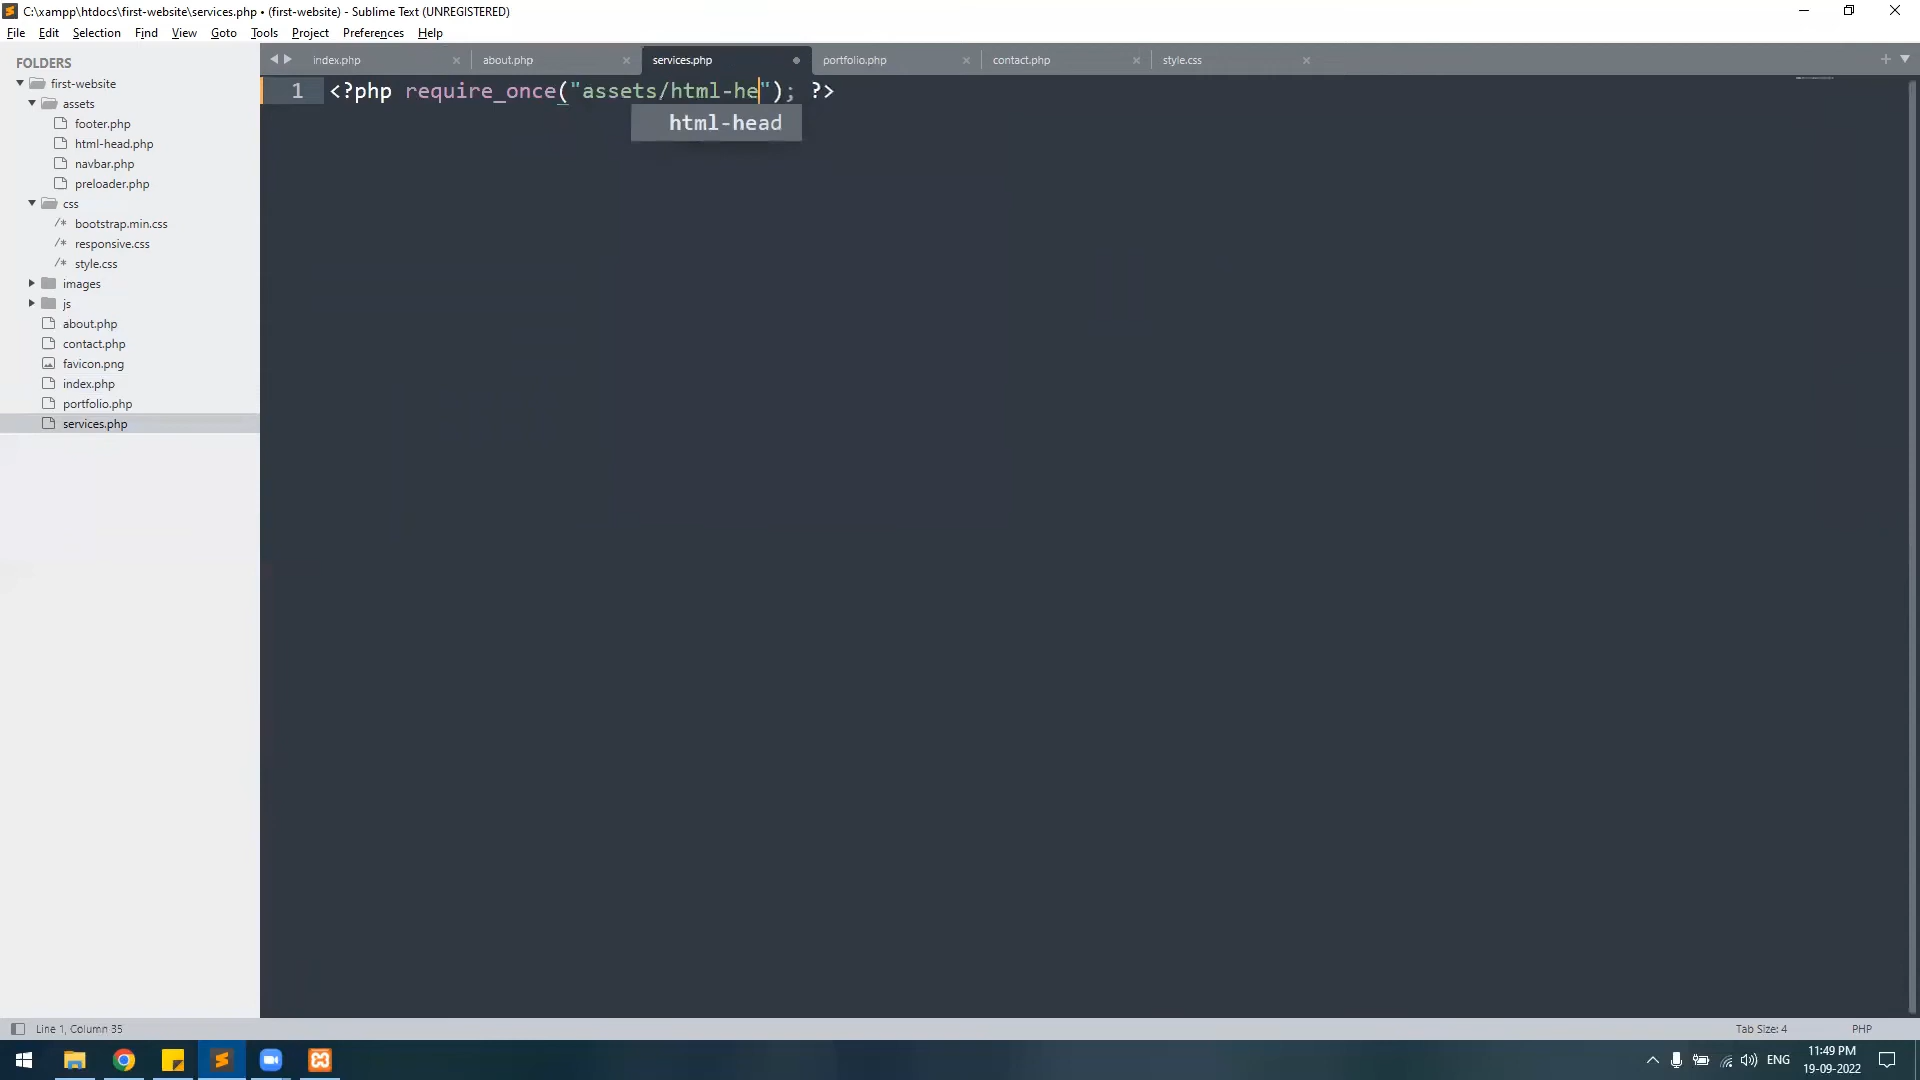 C:\xampp\htdocs\first-website\services.php • (first-website) - Sublime Text (UNREGISTERED)
File Edit Selection Find View Goto Tools Project Preferences Help
FOLDERS
first-website
assets
footer.php
html-head.php
navbar.php
preloader.php
css
/* bootstrap.min.css
/* responsive.css
/* style.css
images
js
about.php
contact.php
favicon.png
index.php
portfolio.php
services.php
index.php about.php services.php portfolio.php contact.php style.css
1 <?php require_once("assets/html-he"); ?>
html-head
Line 1, Column 35 Tab Size: 4 PHP
ENG
11:49 PM
19-09-2022